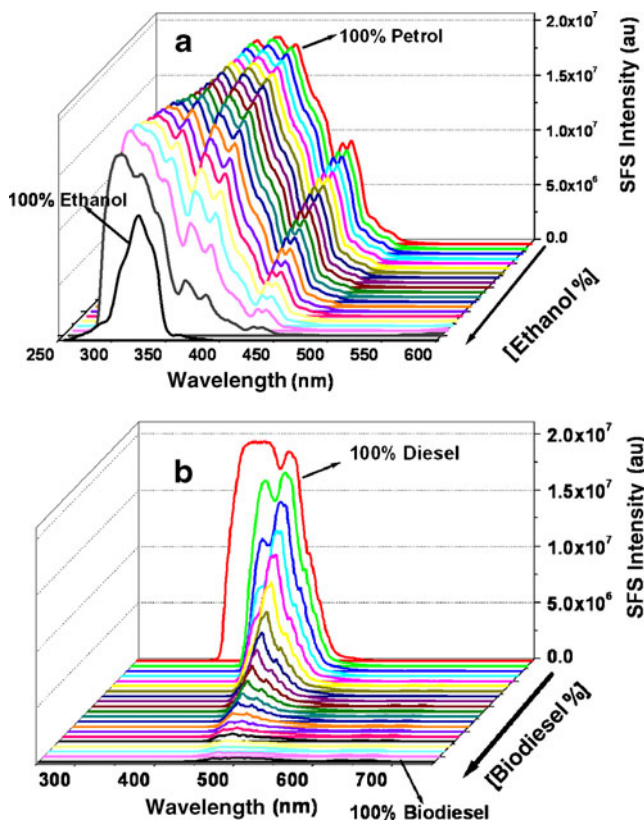 a
100% Petrol
100% Ethanol
2.0x10⁷
1.5x10⁷
1.0x10⁷
5.0x10⁶
0.0
SFS Intensity (au)
[Ethanol %]
250 300 350 400 450 500 550 600
Wavelength (nm)
b
100% Diesel
2.0x10⁷
1.5x10⁷
1.0x10⁷
5.0x10⁶
0.0
SFS Intensity (au)
[Biodiesel %]
300 400 500 600 700
Wavelength (nm)
100% Biodiesel